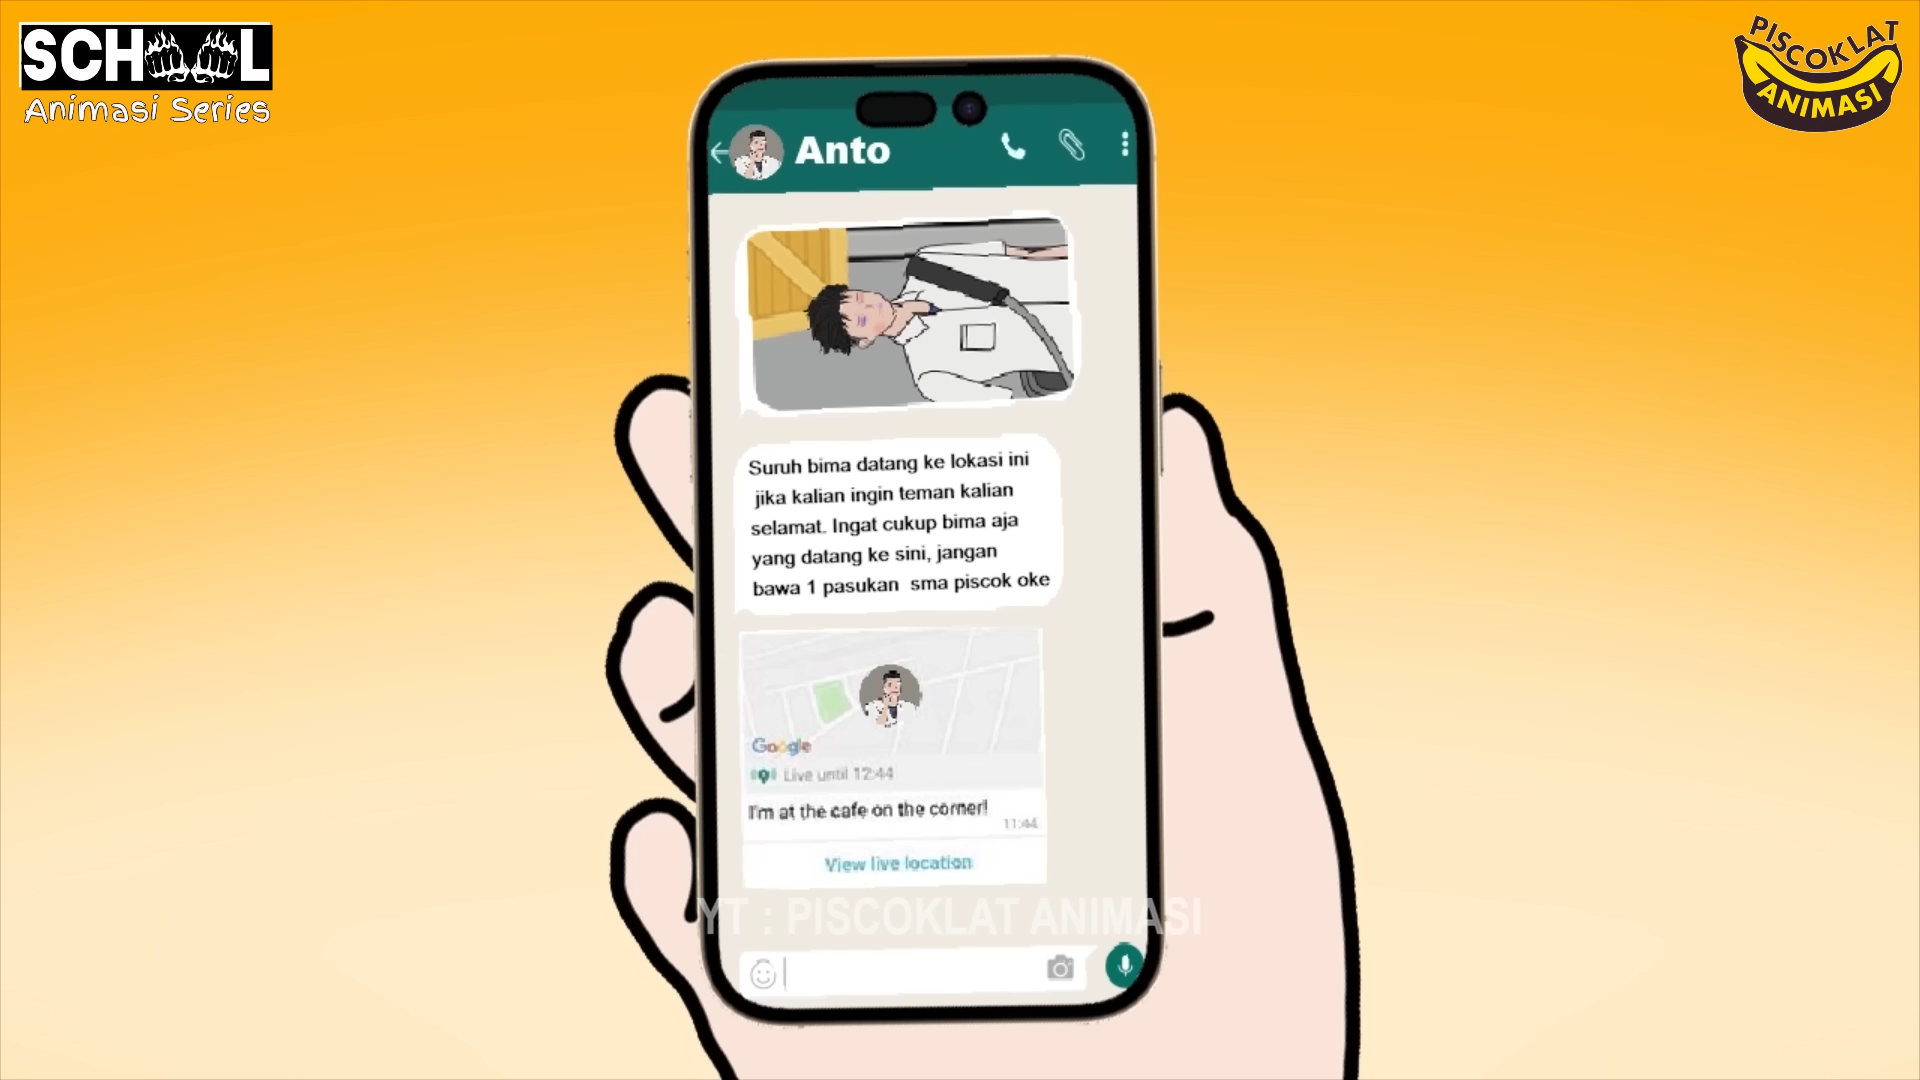 SCHOOL
Animasi Series
PISCOKLAT
ANIMASI
Anto
Suruh bima datang ke lokasi ini
jika kalian ingin teman kalian
selamat. Ingat cukup bima aja
yang datang ke sini, jangan
bawa 1 pasukan sma piscok oke
Google
Live until 12:44
I'm at the cafe on the corner!
11:44
View live location
YT : PISCOKLAT ANIMASI